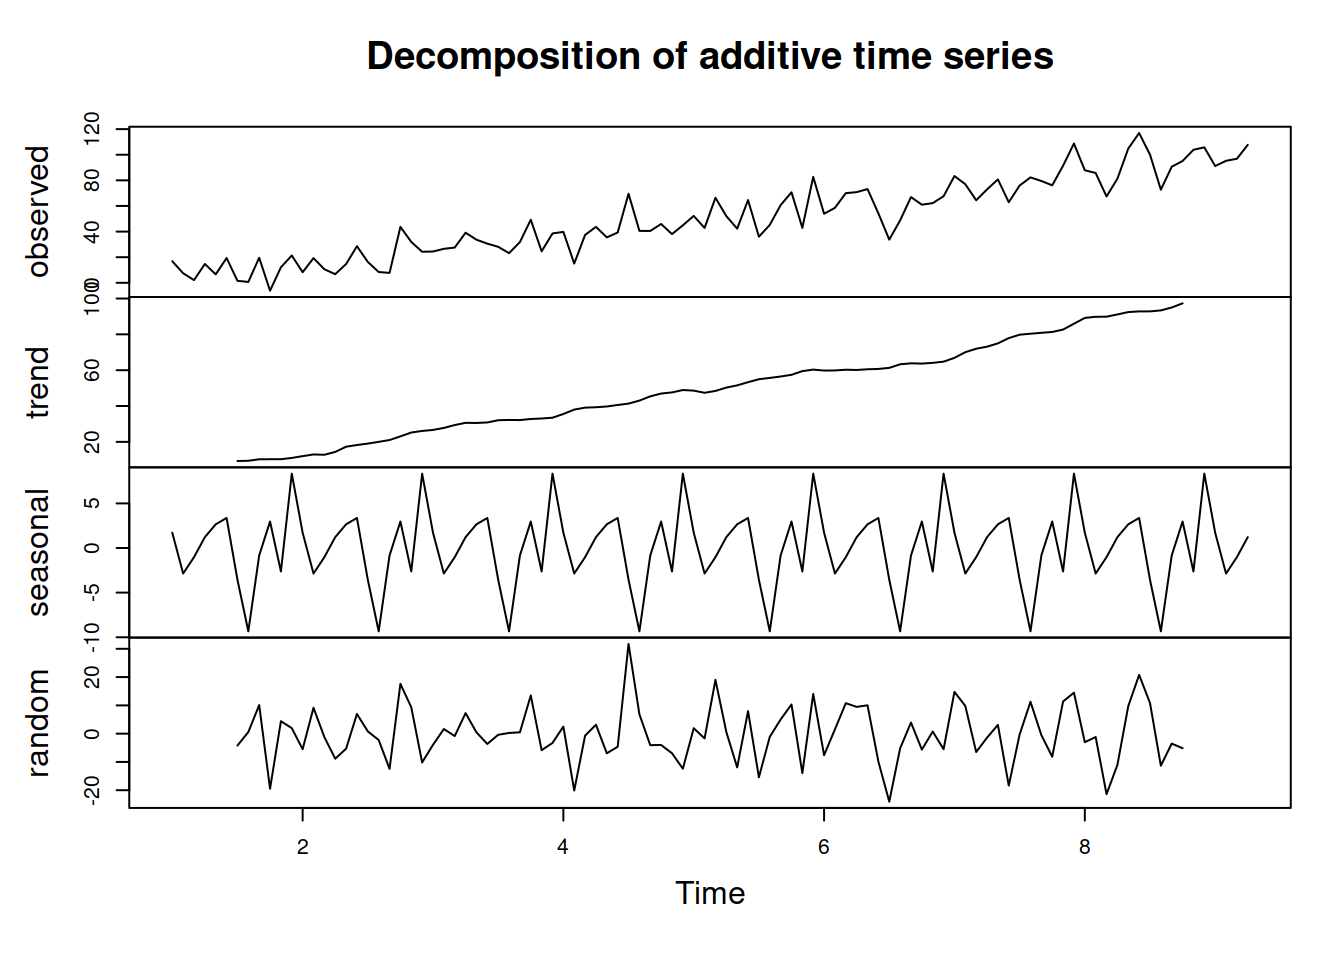 Decomposition of additive time series
observed
0 40 80 120
trend
20 60 100
seasonal
-10 -5 0 5
random
-20 0 20
2 4 6 8
Time